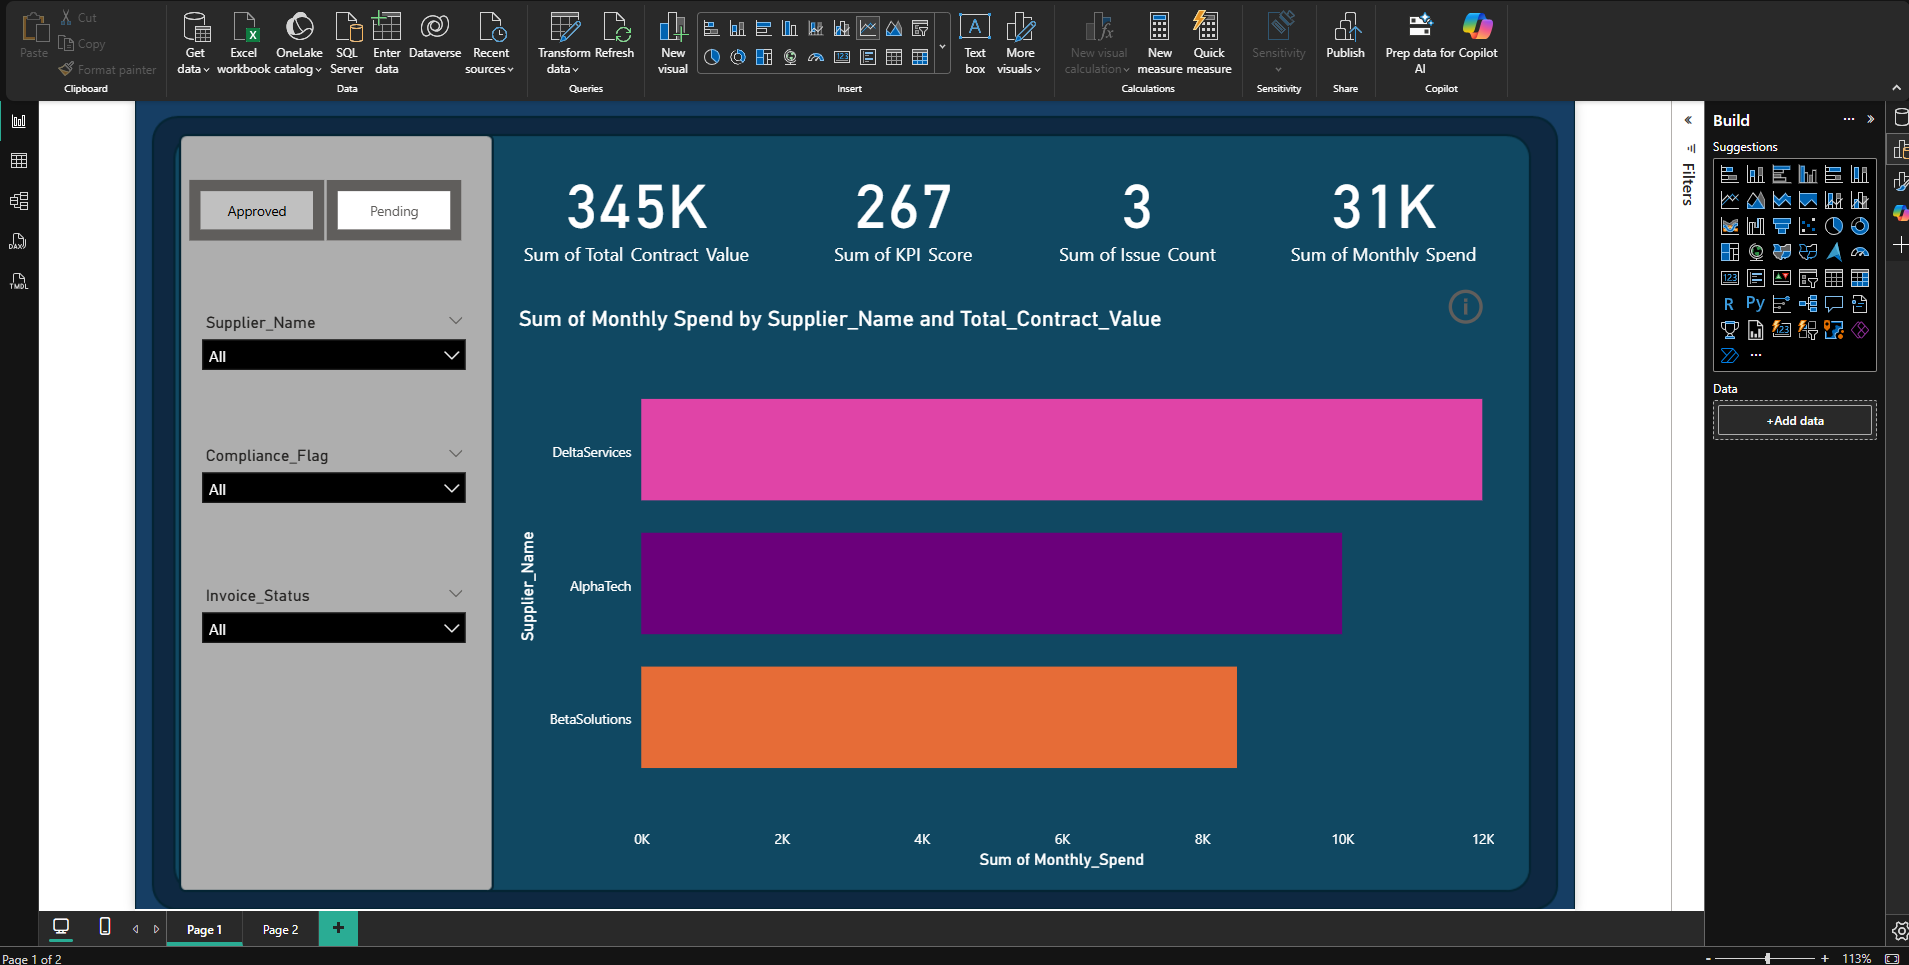 Paste
Cut
Copy
Format painter
Clipboard
Get data
Excel workbook
OneLake catalog
SQL Server
Enter data
Dataverse
Recent sources
Data
Transform data
Refresh
Queries
New visual
Text box
More visuals
Insert
New visual calculation
New measure
Quick measure
Calculations
Sensitivity
Sensitivity
Publish
Share
Prep data for AI
Copilot
Copilot
DAX
TMDL
Approved
Pending
Supplier_Name
All
Compliance_Flag
All
Invoice_Status
All
345K
Sum of Total Contract Value
267
Sum of KPI Score
3
Sum of Issue Count
31K
Sum of Monthly Spend
Sum of Monthly Spend by Supplier_Name and Total_Contract_Value
Supplier_Name
DeltaServices
AlphaTech
BetaSolutions
0K
2K
4K
6K
8K
10K
12K
Sum of Monthly_Spend
Filters
Build
Suggestions
123
R
Py
123
Data
+Add data
Page 1
Page 2
+
Page 1 of 2
-
+
113%